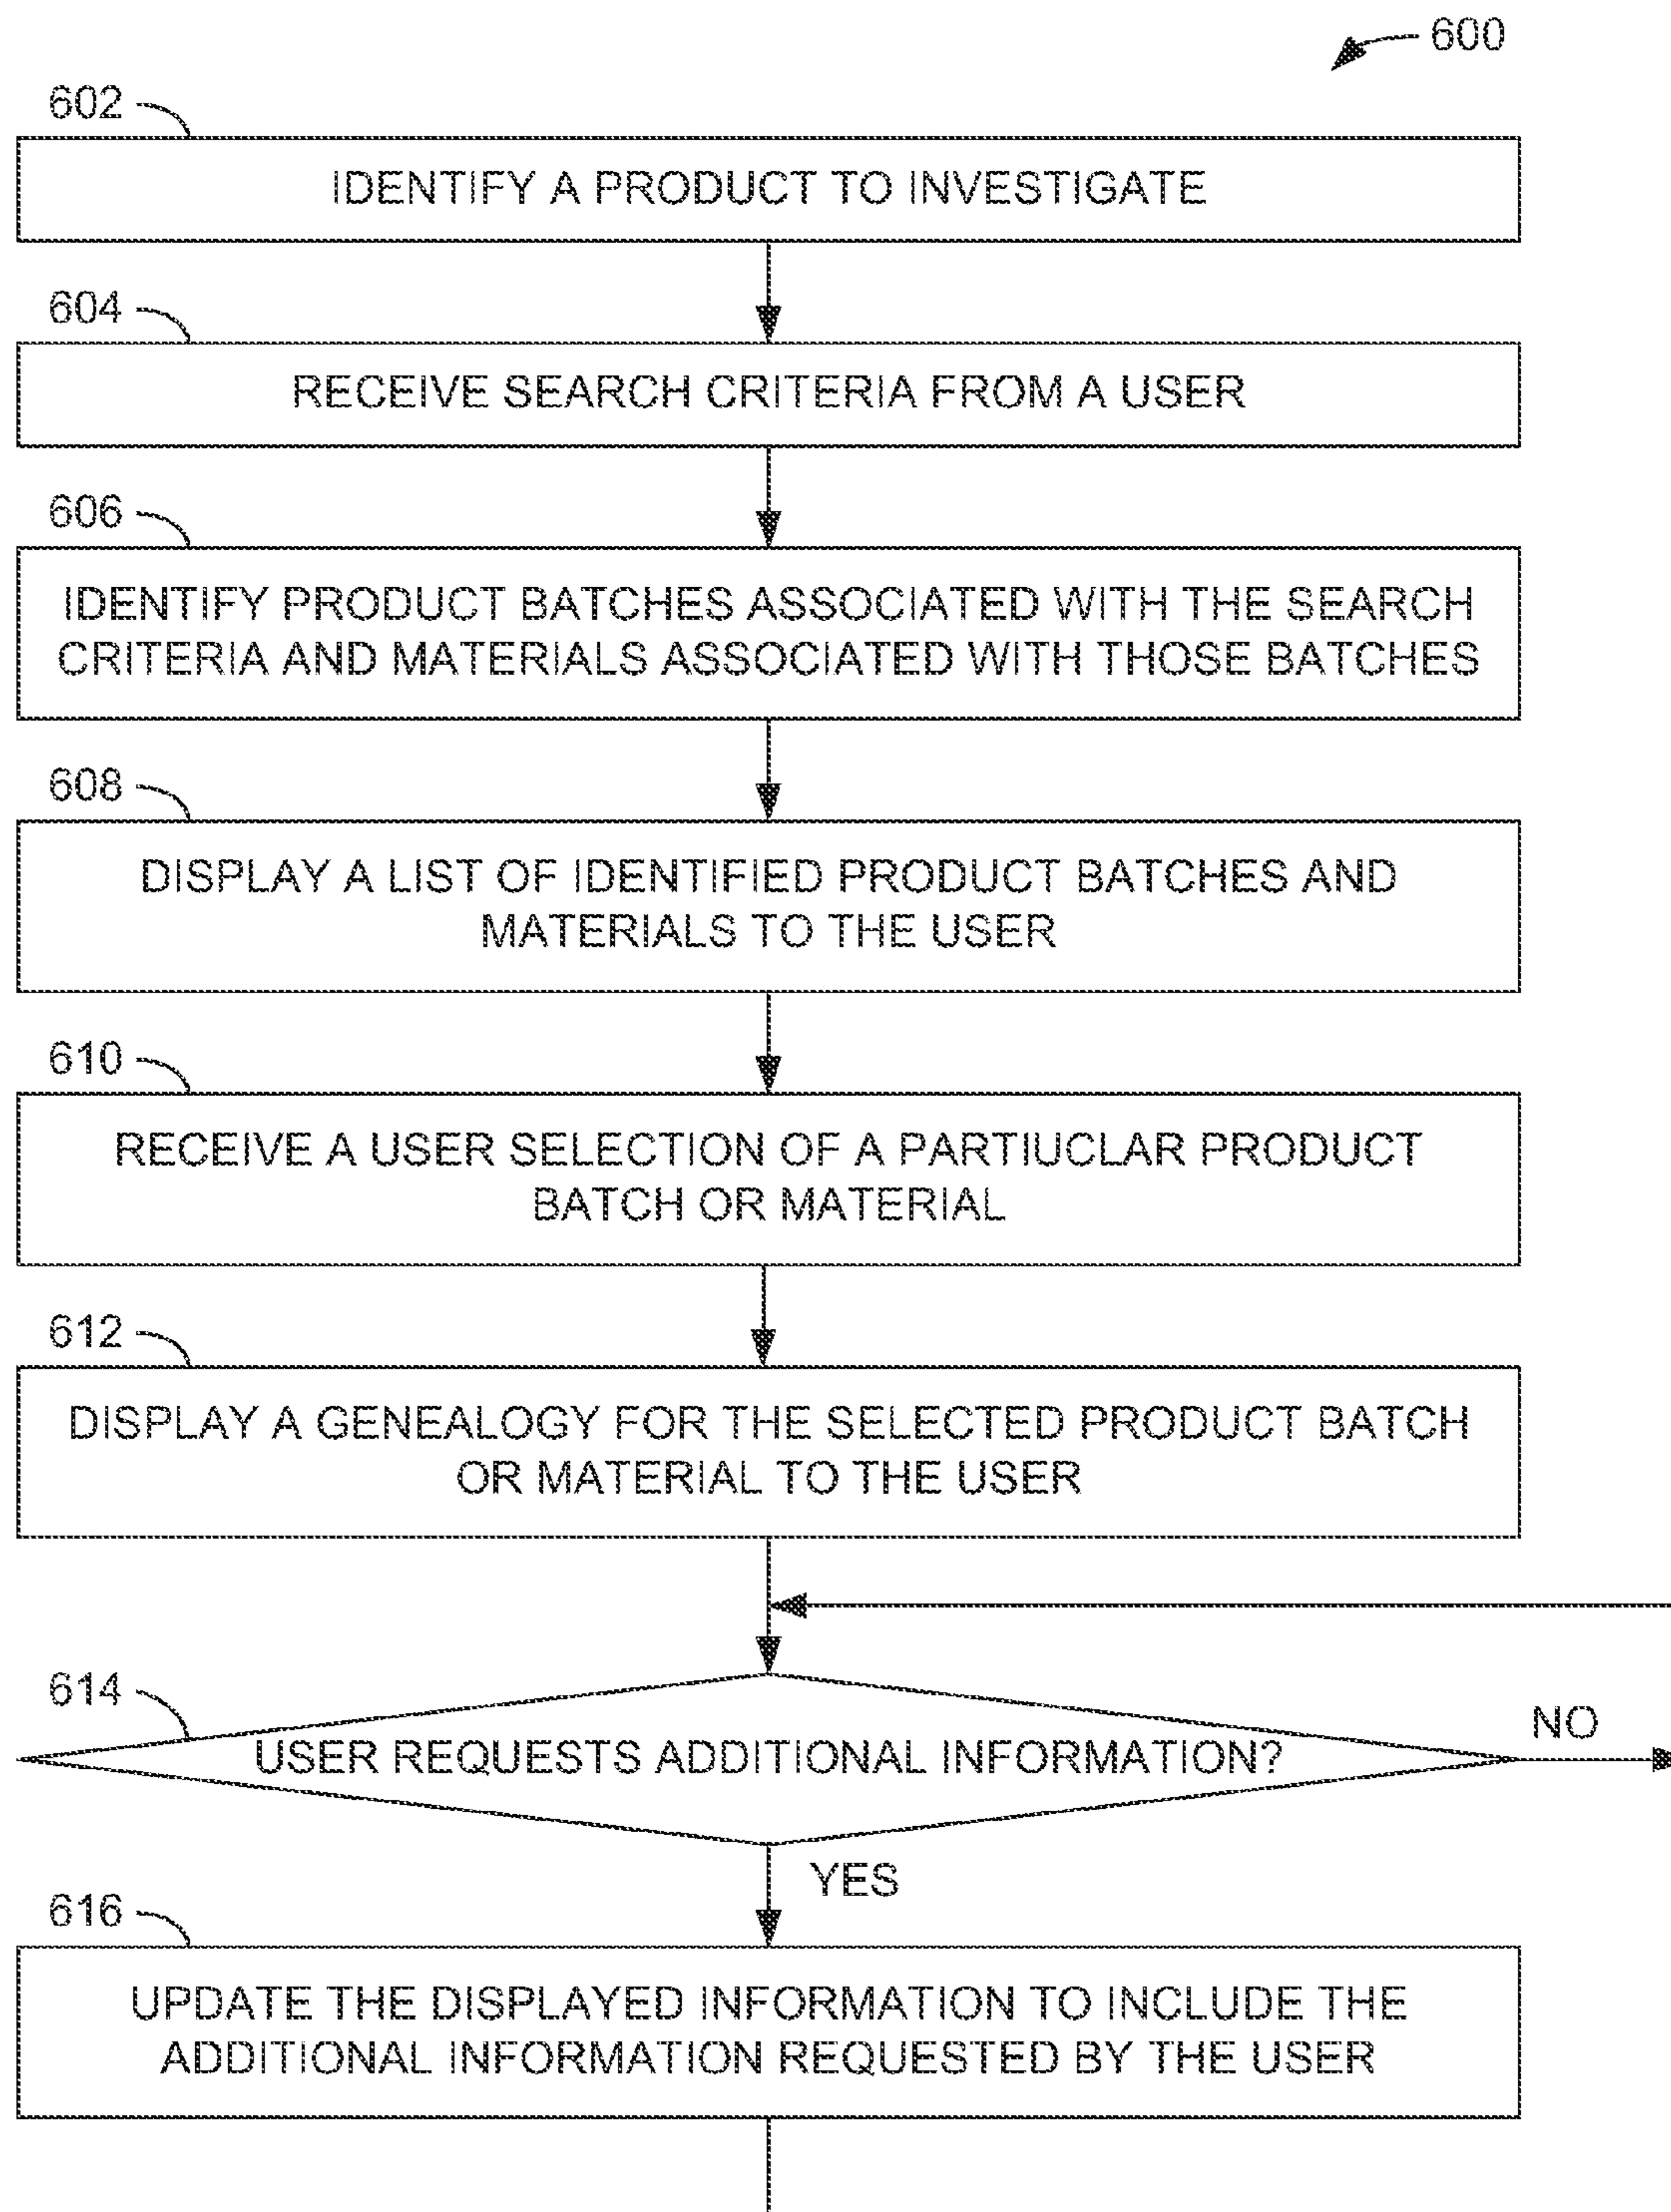 600
602
IDENTIFY A PRODUCT TO INVESTIGATE
604
RECEIVE SEARCH CRITERIA FROM A USER
606
IDENTIFY PRODUCT BATCHES ASSOCIATED WITH THE SEARCH
CRITERIA AND MATERIALS ASSOCIATED WITH THOSE BATCHES
608
DISPLAY A LIST OF IDENTIFIED PRODUCT BATCHES AND
MATERIALS TO THE USER
610
RECEIVE A USER SELECTION OF A PARTIUCLAR PRODUCT
BATCH OR MATERIAL
612
DISPLAY A GENEALOGY FOR THE SELECTED PRODUCT BATCH
OR MATERIAL TO THE USER
614
USER REQUESTS ADDITIONAL INFORMATION?
NO
YES
616
UPDATE THE DISPLAYED INFORMATION TO INCLUDE THE
ADDITIONAL INFORMATION REQUESTED BY THE USER